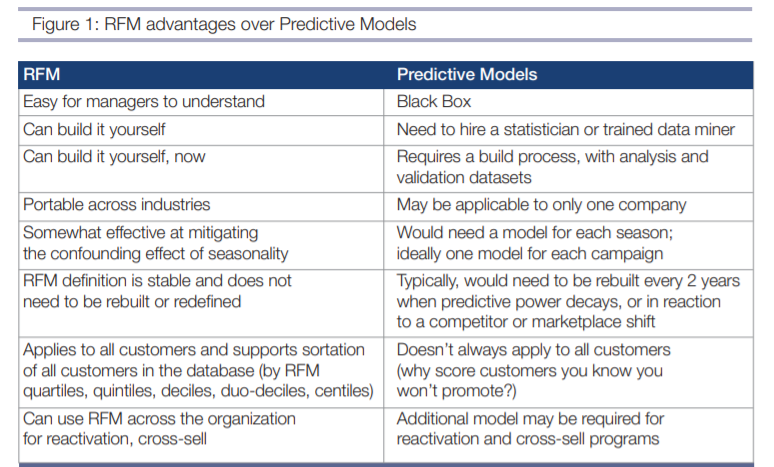 Figure 1: RFM advantages over Predictive Models
RFM
Predictive Models
Easy for managers to understand
Black Box
Can build it yourself
Need to hire a statistician or trained data miner
Can build it yourself, now
Requires a build process, with analysis and
validation datasets
Portable across industries
May be applicable to only one company
Somewhat effective at mitigating
the confounding effect of seasonality
Would need a model for each season;
ideally one model for each campaign
RFM definition is stable and does not
need to be rebuilt or redefined
Typically, would need to be rebuilt every 2 years
when predictive power decays, or in reaction
to a competitor or marketplace shift
Applies to all customers and supports sortation
of all customers in the database (by RFM
quartiles, quintiles, deciles, duo-deciles, centiles)
Doesn’t always apply to all customers
(why score customers you know you
won’t promote?)
Can use RFM across the organization
for reactivation, cross-sell
Additional model may be required for
reactivation and cross-sell programs